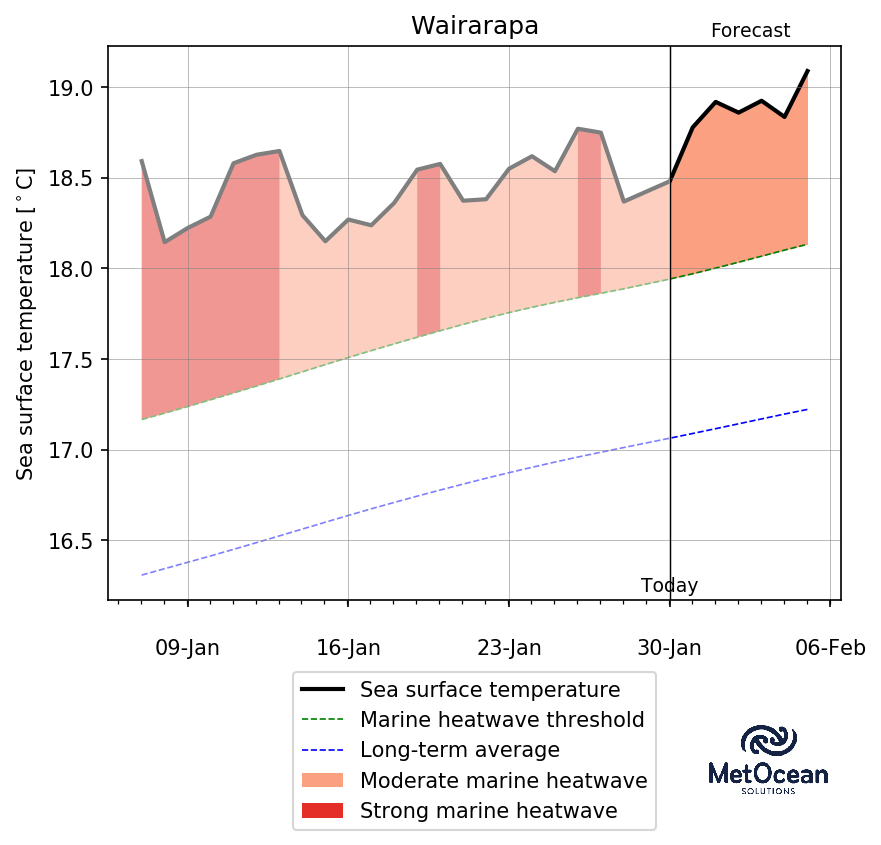 Wairarapa
Forecast
Sea surface temperature [°C]
19.0
18.5
18.0
17.5
17.0
16.5
Today
09-Jan 16-Jan 23-Jan 30-Jan 06-Feb
Sea surface temperature
Marine heatwave threshold
Long-term average
Moderate marine heatwave
Strong marine heatwave
MetOcean
SOLUTIONS